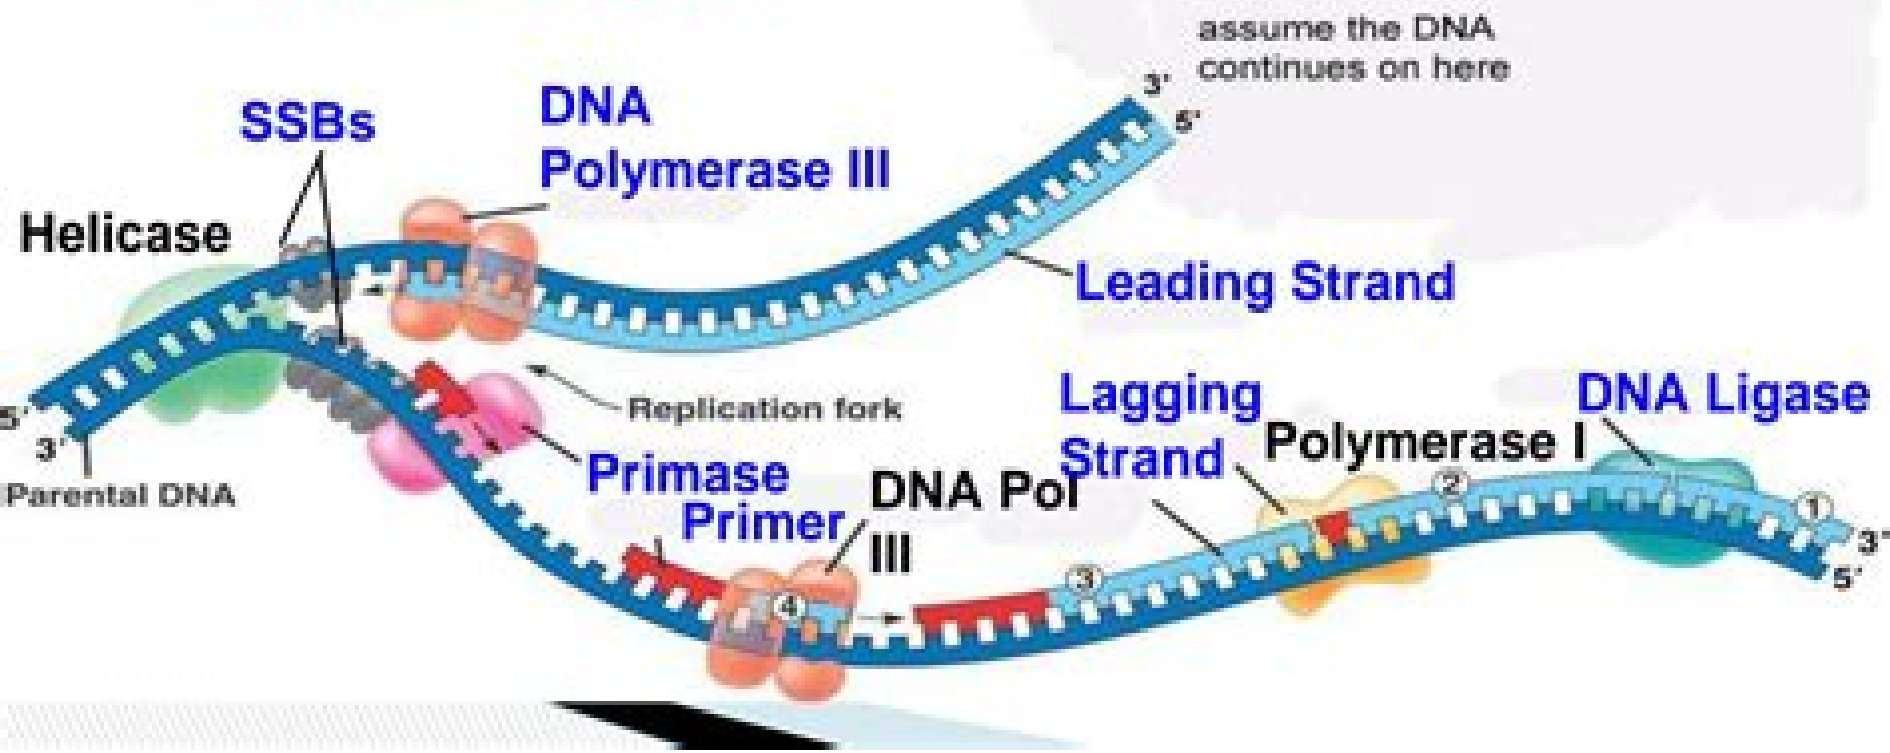 assume the DNA
continues on here
3'
5'
SSBs
DNA
Polymerase III
Helicase
Leading Strand
5'
3'
Parental DNA
Replication fork
Primase
Primer
DNA Pol
III
Lagging
Strand
Polymerase I
DNA Ligase
4
3
2
1
3'
5'